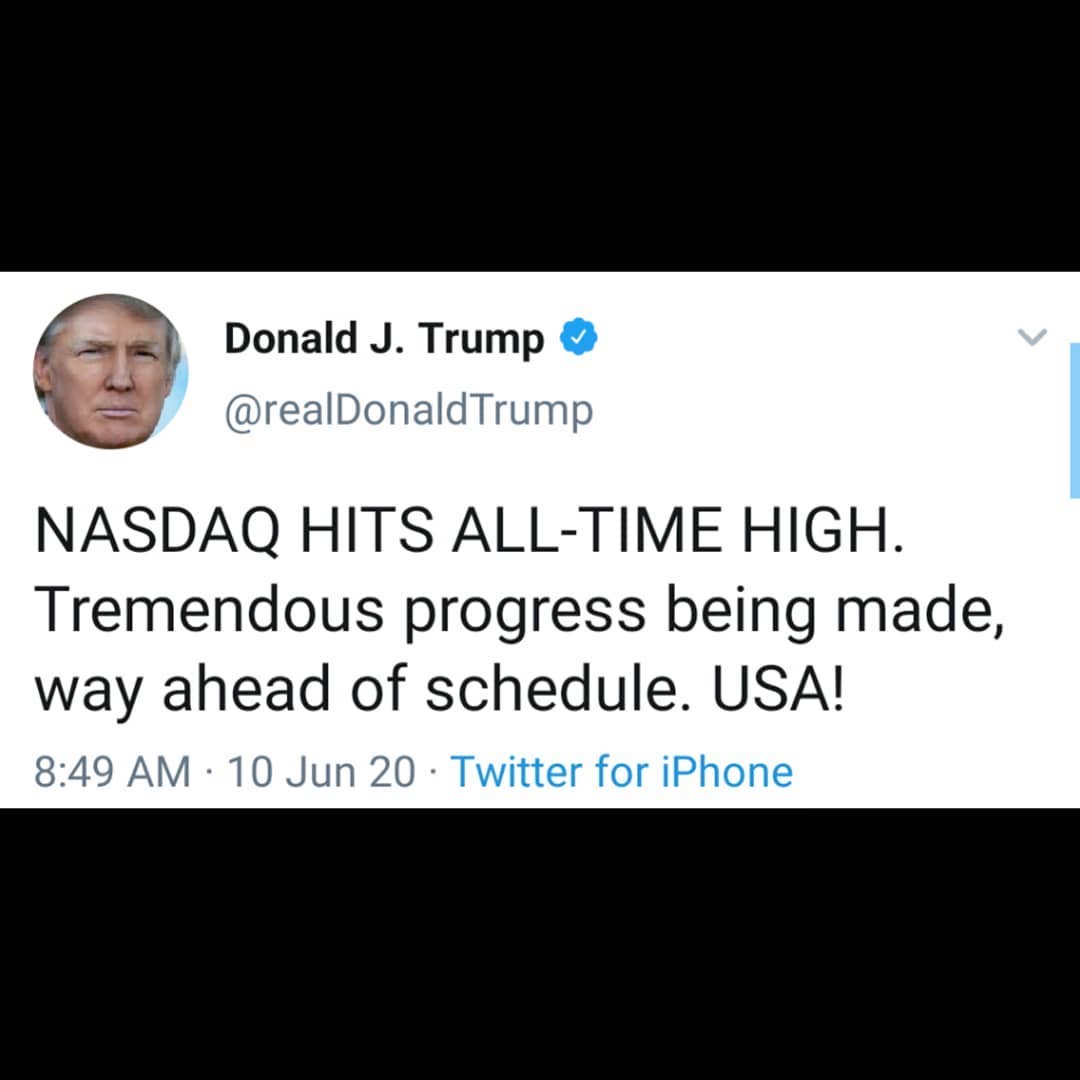 Donald J. Trump
@realDonaldTrump
NASDAQ HITS ALL-TIME HIGH.
Tremendous progress being made,
way ahead of schedule. USA!
8:49 AM · 10 Jun 20 · Twitter for iPhone